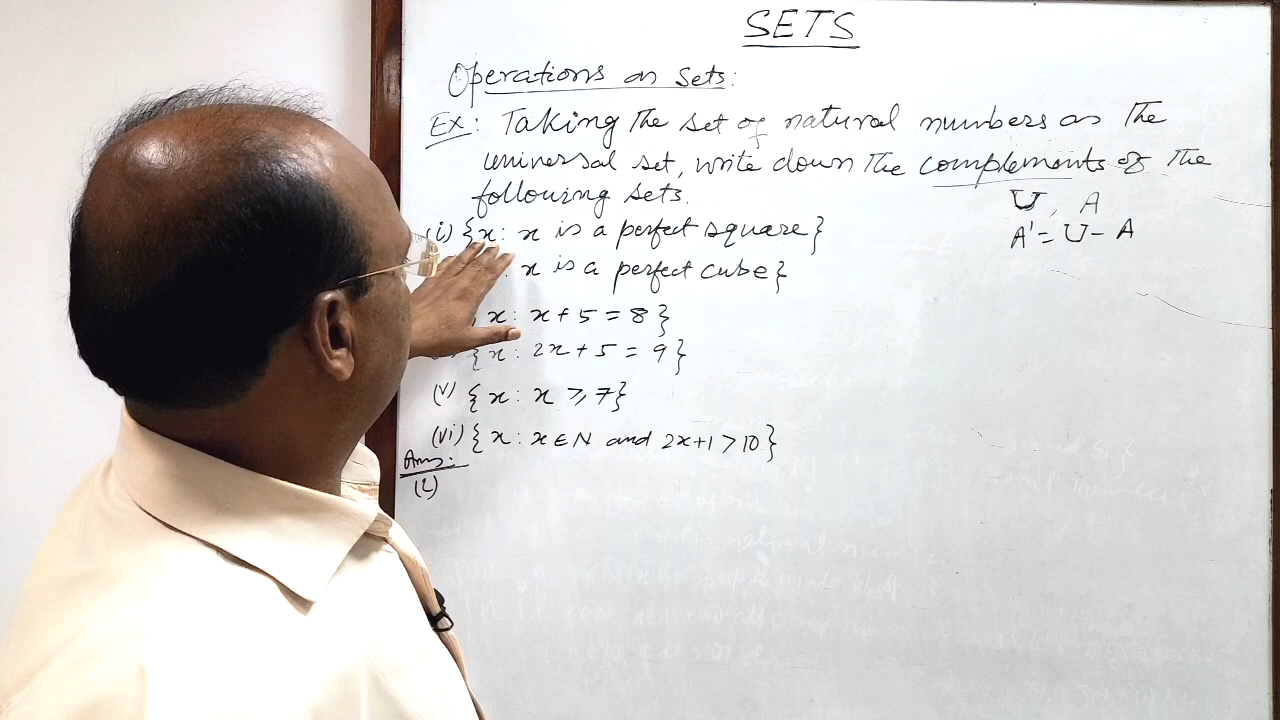 SETS
Operations on Sets:
Ex: Taking the set of natural numbers as the
universal set, write down the complements of the
following sets.
U, A
A' = U - A
(i) {x: x is a perfect square}
: x is a perfect cube}
x: x+5 = 8}
{x: 2x+5 = 9}
(v) {x: x ≥ 7}
(vi) {x: x ∈ N and 2x+1 > 10}
Ans:
(i)